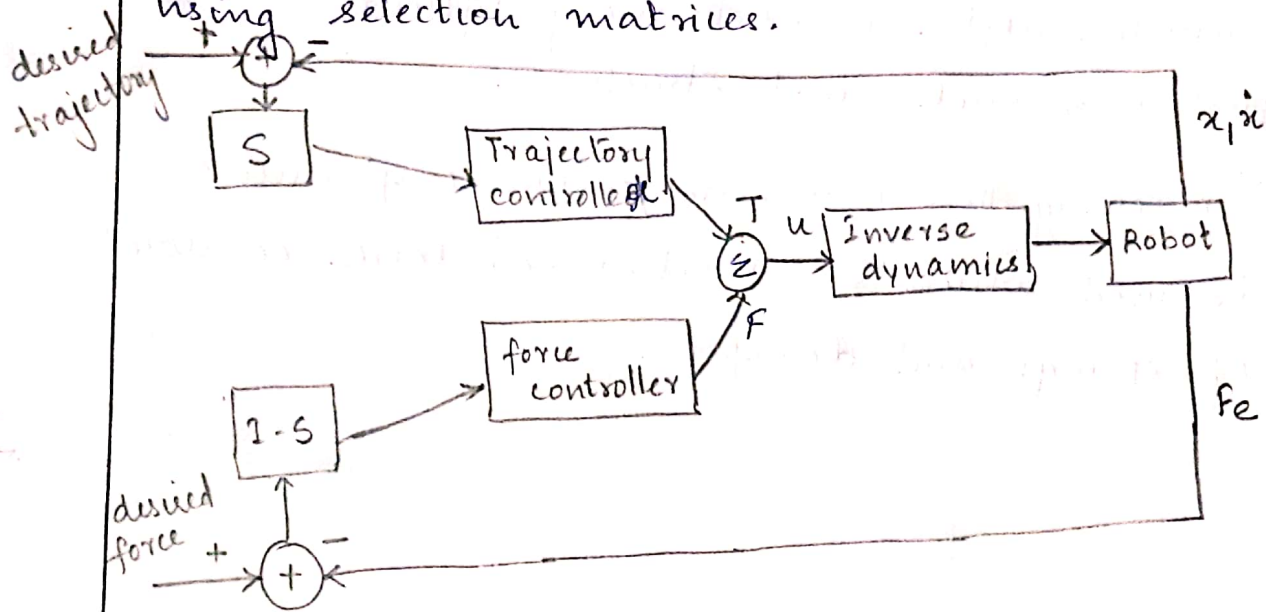 using selection matrices.
desired
trajectory
+
-
+
S
Trajectory
controller
T
u
Σ
Inverse
dynamics
Robot
x, ẋ
F
force
controller
Fe
I-S
desired
force
+
-
+